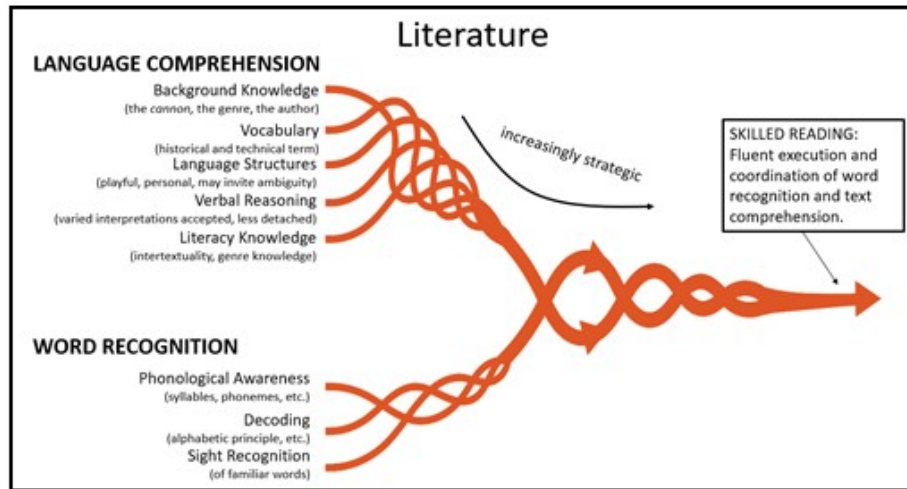 Literature
LANGUAGE COMPREHENSION
Background Knowledge
(the cannon, the genre, the author)
Vocabulary
(historical and technical term)
Language Structures
(playful, personal, may invite ambiguity)
Verbal Reasoning
(varied interpretations accepted, less detached)
Literacy Knowledge
(intertextuality, genre knowledge)
increasingly strategic
SKILLED READING:
Fluent execution and
coordination of word
recognition and text
comprehension.
WORD RECOGNITION
Phonological Awareness
(syllables, phonemes, etc.)
Decoding
(alphabetic principle, etc.)
Sight Recognition
(of familiar words)